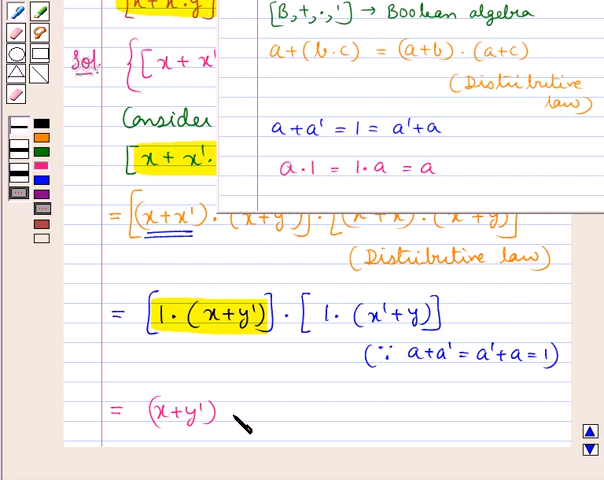 [x+x·y]
[B,+,·,'] → Boolean algebra
a+(b·c) = (a+b)·(a+c)
(Distributive law)
a+a' = 1 = a'+a
a·1 = 1·a = a
Sol. {[x + x'
Consider
[x + x'·
= [(x+x')·(x+y')]·[(x'+x)·(x'+y)]
(Distributive law)
= [1·(x+y')]·[1·(x'+y)]
(∵ a+a' = a'+a = 1)
= (x+y')